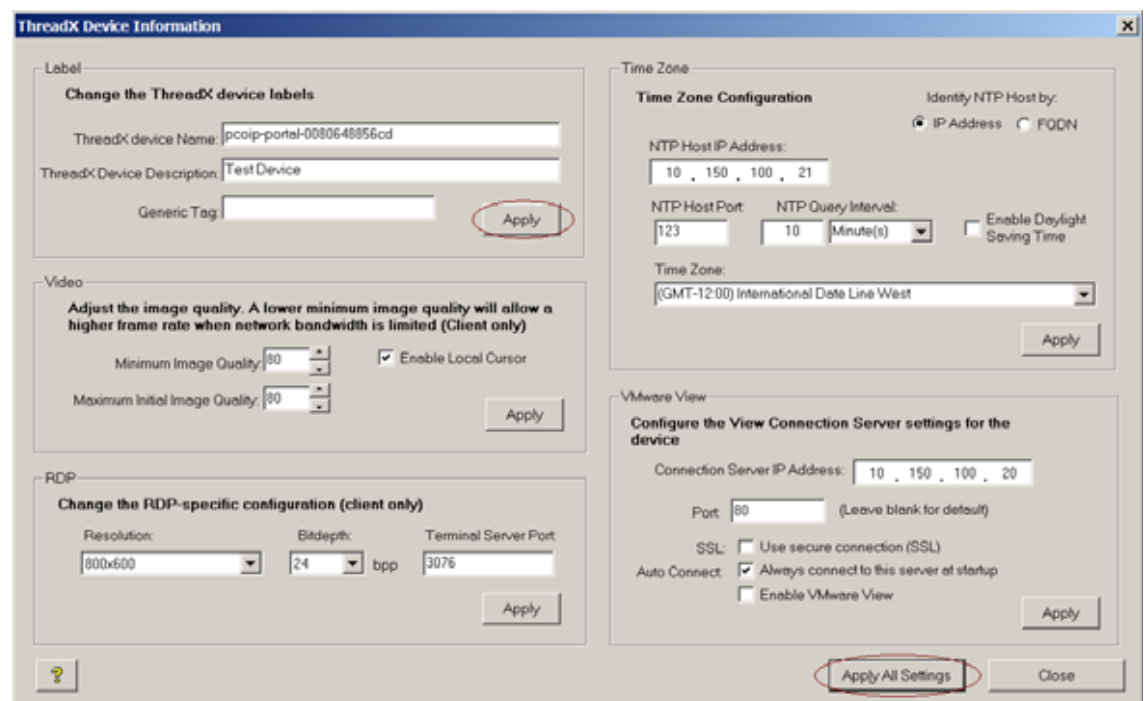 ThreadX Device Information
Label
Change the ThreadX device labels
ThreadX device Name: pcoip-portal-0080648856cd
ThreadX Device Description: Test Device
Generic Tag:
Apply
Video
Adjust the image quality. A lower minimum image quality will allow a
higher frame rate when network bandwidth is limited (Client only)
Minimum Image Quality: 80
Enable Local Cursor
Maximum Initial Image Quality: 80
Apply
RDP
Change the RDP-specific configuration (client only)
Resolution: Bitdepth: Terminal Server Port
800x600 24 bpp 3076
Apply
Time Zone
Time Zone Configuration
Identify NTP Host by:
IP Address FQDN
NTP Host IP Address:
10 . 150 . 100 . 21
NTP Host Port NTP Query Interval:
123 10 Minute(s)
Enable Daylight
Saving Time
Time Zone:
(GMT-12:00) International Date Line West
Apply
VMware View
Configure the View Connection Server settings for the
device
Connection Server IP Address: 10 . 150 . 100 . 20
Port 80 (Leave blank for default)
SSL: Use secure connection (SSL)
Auto Connect Always connect to this server at startup
Enable VMware View
Apply
?
Apply All Settings
Close